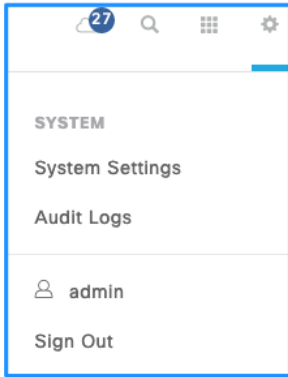 27
SYSTEM
System Settings
Audit Logs
admin
Sign Out